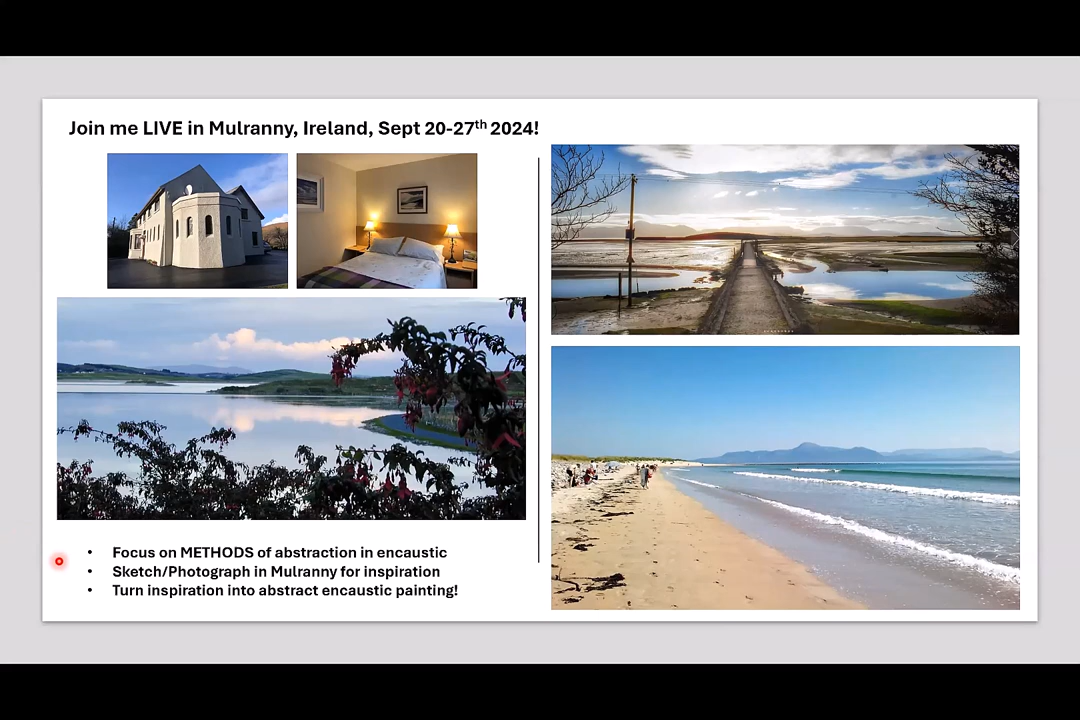 Join me LIVE in Mulranny, Ireland, Sept 20-27th 2024!
• Focus on METHODS of abstraction in encaustic
• Sketch/Photograph in Mulranny for inspiration
• Turn inspiration into abstract encaustic painting!